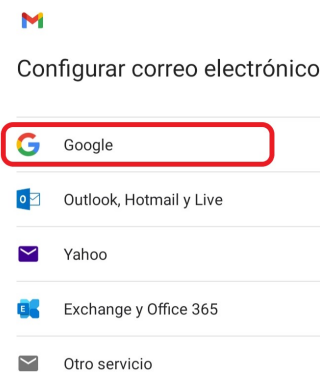 Configurar correo electrónico
Google
Outlook, Hotmail y Live
Yahoo
Exchange y Office 365
Otro servicio